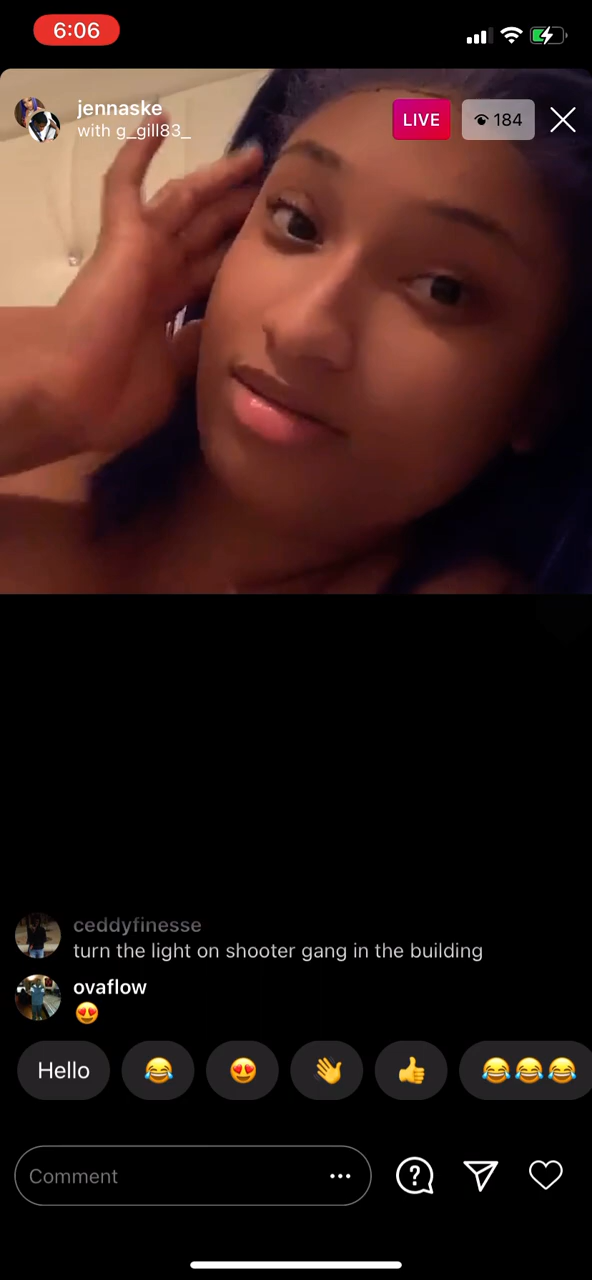 6:06
jennaske
with g_gill83_
LIVE
184
ceddyfinesse
turn the light on shooter gang in the building
ovaflow
😍
Hello 😂 😍 👋 👍 😂😂😂
Comment